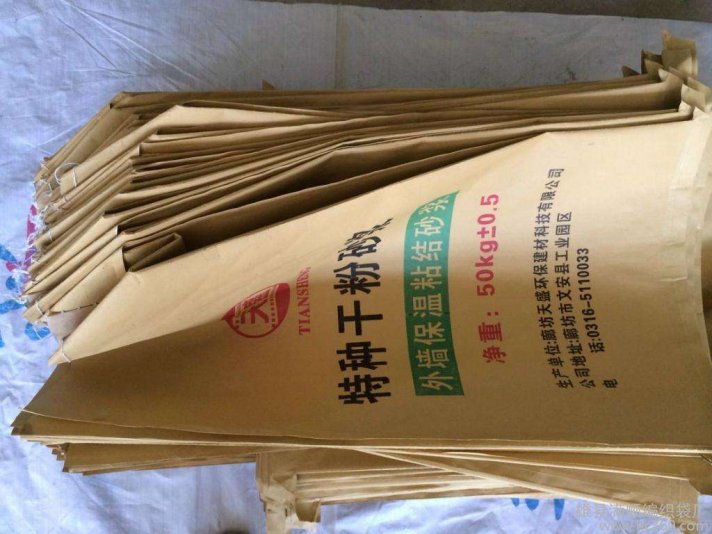 TIANSHENG
特种干粉砂浆
外墙保温粘结砂浆
净重：50kg±0.5
生产单位:廊坊天盛环保建材科技有限公司
公司地址:廊坊市文安县工业园区
电 话:0316-5110033